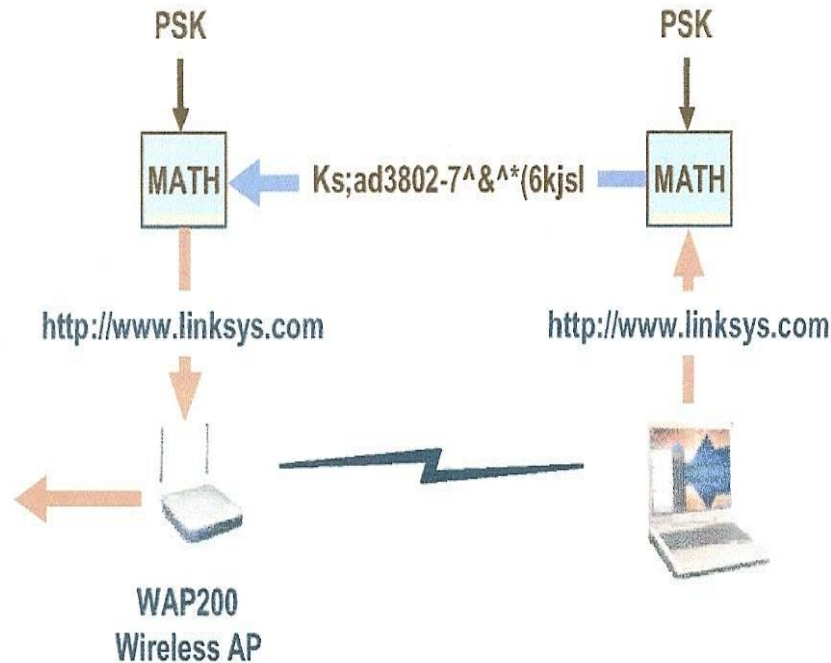 PSK
PSK
MATH
Ks;ad3802-7^&^*(6kjsl
MATH
http://www.linksys.com
http://www.linksys.com
WAP200
Wireless AP